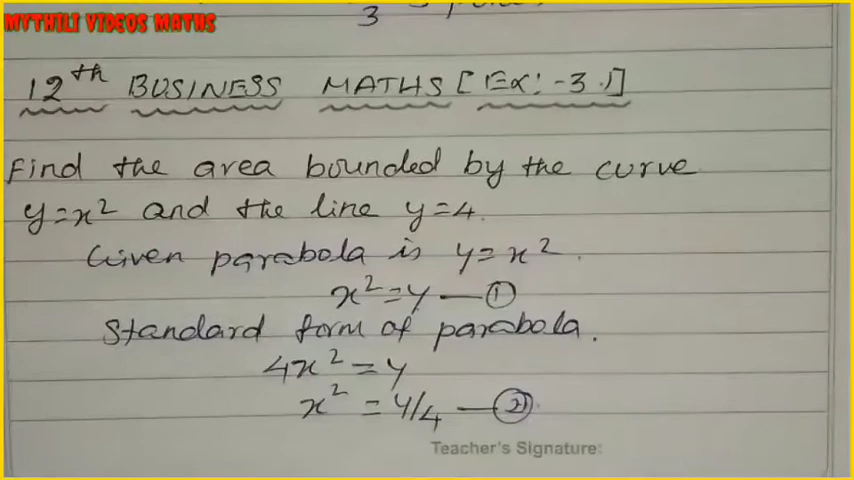 MYTHILI VIDEOS MATHS
3
12th BUSINESS MATHS [Ex:-3.1]
Find the area bounded by the curve
y=x² and the line y=4.
Given parabola is y=x².
x²=y —①
Standard form of parabola.
4x²=y
x²=y/4 —②
Teacher's Signature: